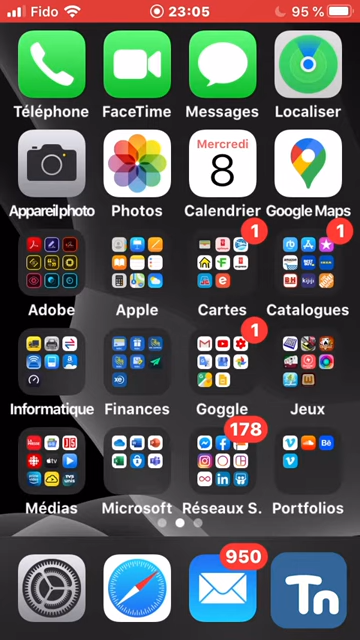 Fido 23:05 95 %
Téléphone FaceTime Messages Localiser
Mercredi
8
Appareil photo Photos Calendrier Google Maps
1 1
Adobe Apple Cartes Catalogues
1
Informatique Finances Goggle Jeux
178
Médias Microsoft Réseaux S. Portfolios
950
Tn